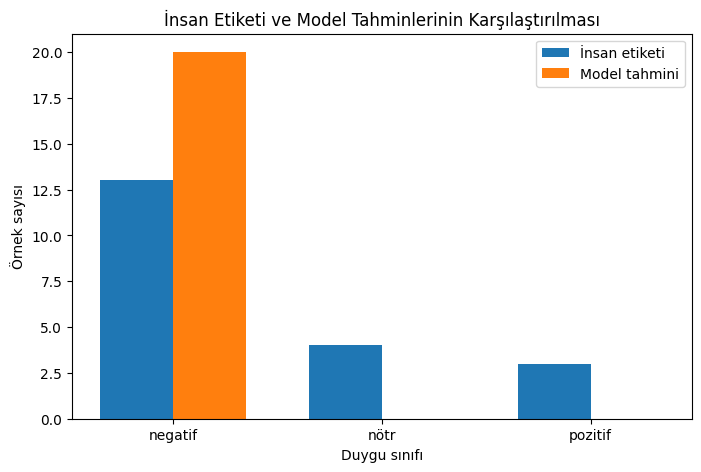 İnsan Etiketi ve Model Tahminlerinin Karşılaştırılması
İnsan etiketi
Model tahmini
Örnek sayısı
20.0
17.5
15.0
12.5
10.0
7.5
5.0
2.5
0.0
negatif
nötr
pozitif
Duygu sınıfı